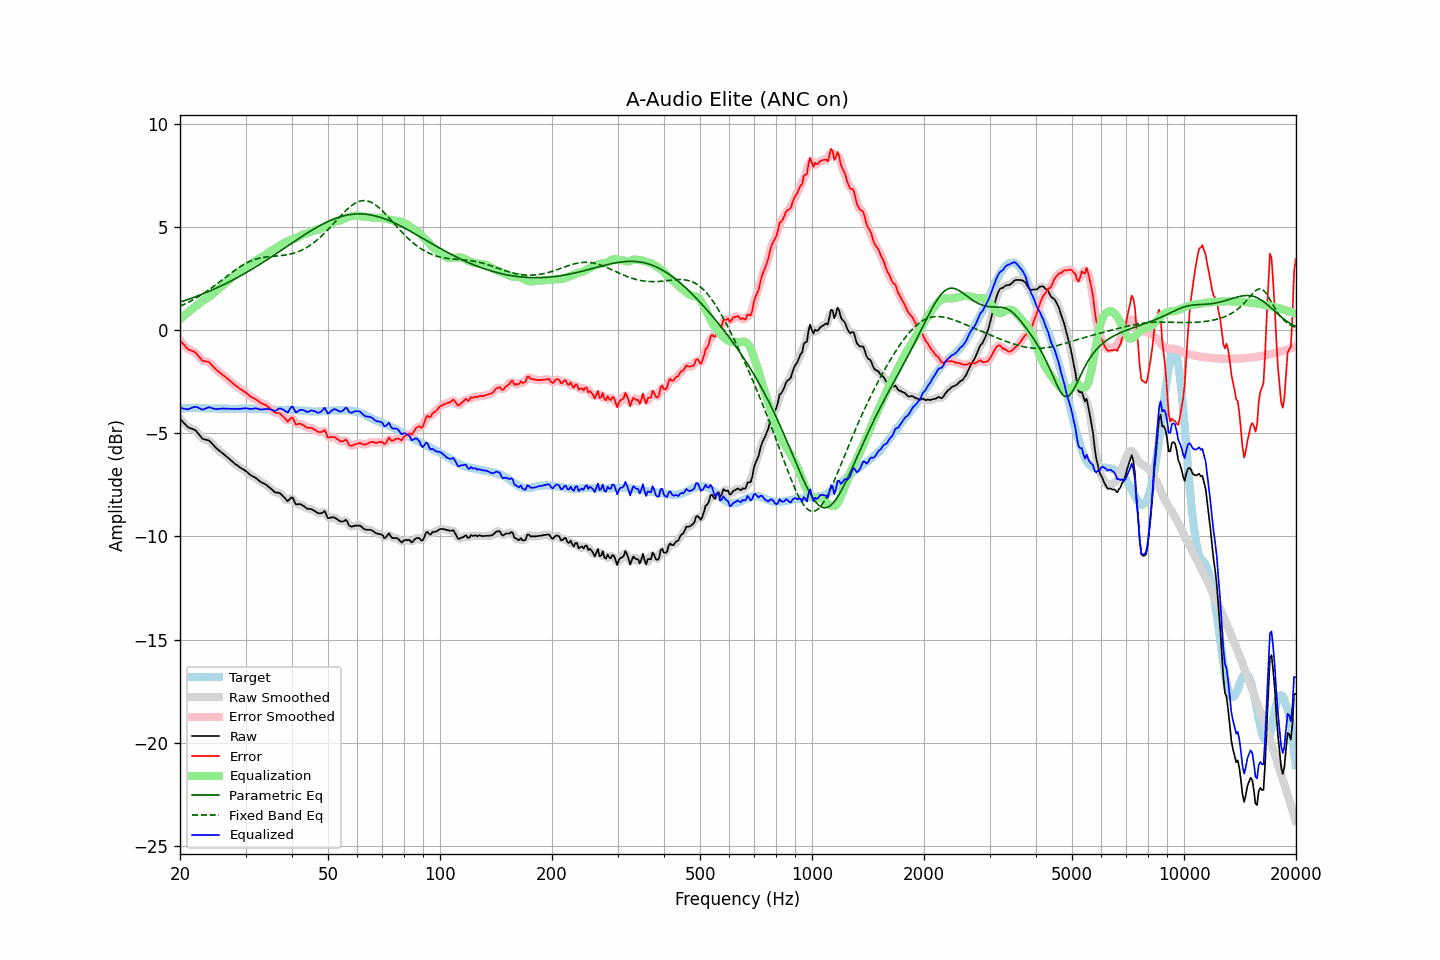 A-Audio Elite (ANC on)
Amplitude (dBr)
10
5
0
−5
−10
−15
−20
−25
Target
Raw Smoothed
Error Smoothed
Raw
Error
Equalization
Parametric Eq
Fixed Band Eq
Equalized
20 50 100 200 500 1000 2000 5000 10000 20000
Frequency (Hz)